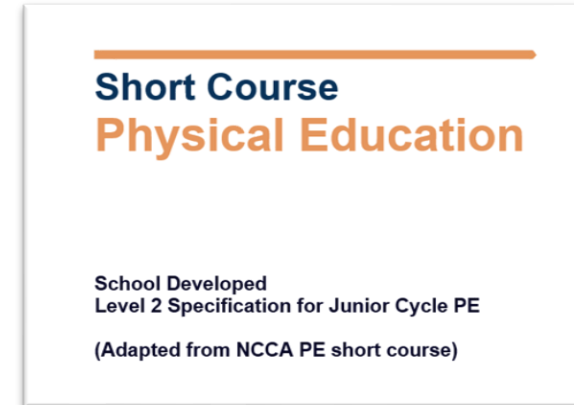 Short Course
Physical Education
School Developed
Level 2 Specification for Junior Cycle PE
(Adapted from NCCA PE short course)